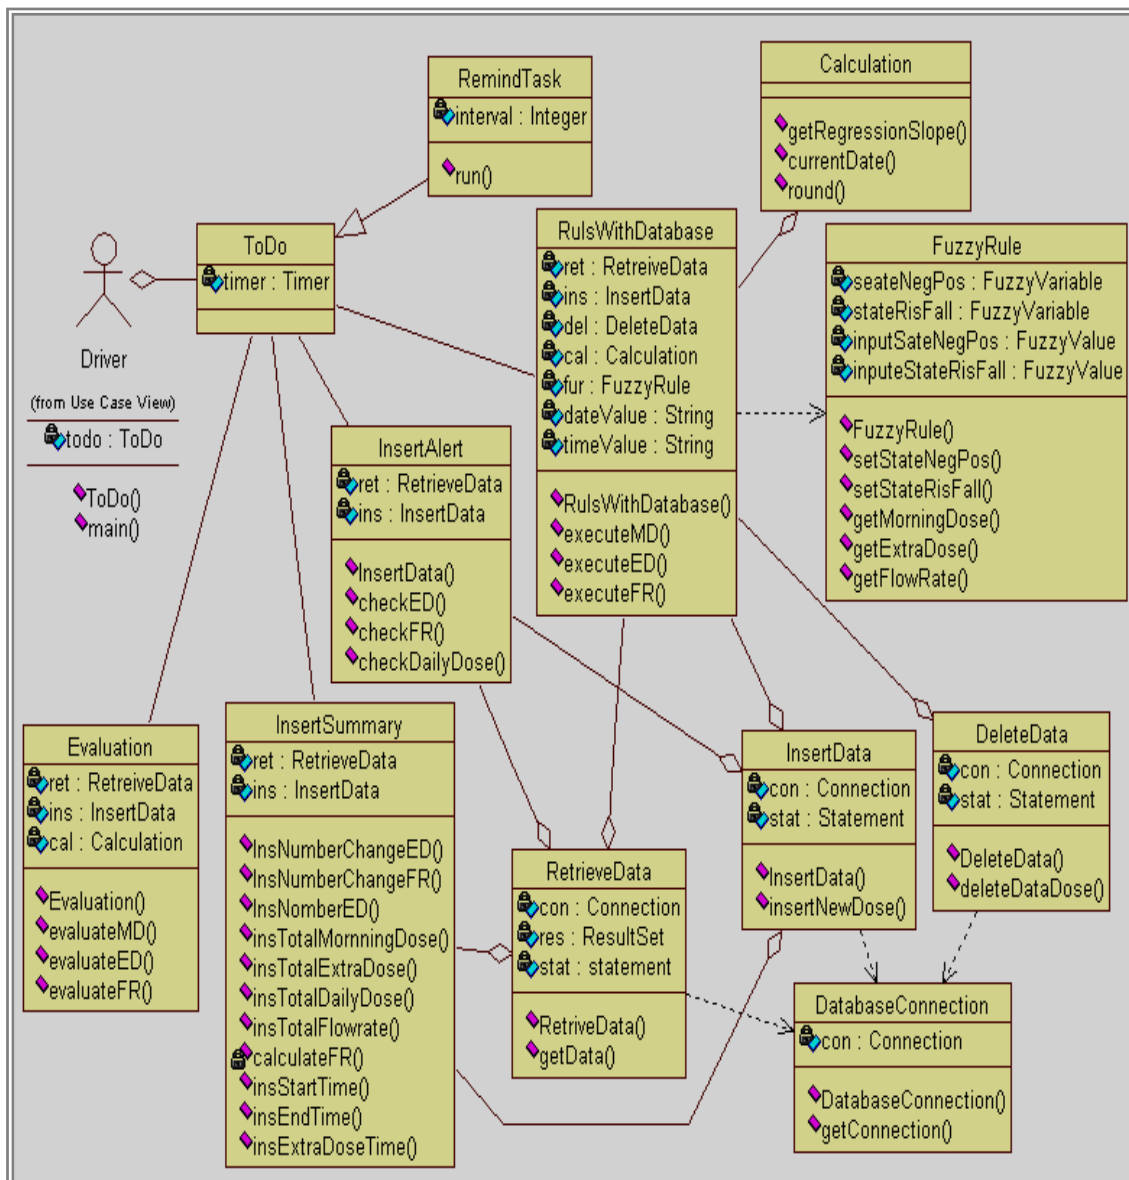 RemindTask
interval : Integer
run()
Calculation
getRegressionSlope()
currentDate()
round()
ToDo
timer : Timer
Driver
(from Use Case View)
todo : ToDo
ToDo()
main()
RulsWithDatabase
ret : RetreiveData
ins : InsertData
del : DeleteData
cal : Calculation
fur : FuzzyRule
dateValue : String
timeValue : String
RulsWithDatabase()
executeMD()
executeED()
executeFR()
FuzzyRule
seateNegPos : FuzzyVariable
stateRisFall : FuzzyVariable
inputSateNegPos : FuzzyValue
inputeStateRisFall : FuzzyValue
FuzzyRule()
setStateNegPos()
setStateRisFall()
getMorningDose()
getExtraDose()
getFlowRate()
InsertAlert
ret : RetrieveData
ins : InsertData
InsertData()
checkED()
checkFR()
checkDailyDose()
Evaluation
ret : RetreiveData
ins : InsertData
cal : Calculation
Evaluation()
evaluateMD()
evaluateED()
evaluateFR()
InsertSummary
ret : RetrieveData
ins : InsertData
InsNumberChangeED()
InsNumberChangeFR()
InsNomberED()
insTotalMornningDose()
insTotalExtraDose()
insTotalDailyDose()
insTotalFlowrate()
calculateFR()
insStartTime()
insEndTime()
insExtraDoseTime()
RetrieveData
con : Connection
res : ResultSet
stat : statement
RetriveData()
getData()
InsertData
con : Connection
stat : Statement
InsertData()
insertNewDose()
DeleteData
con : Connection
stat : Statement
DeleteData()
deleteDataDose()
DatabaseConnection
con : Connection
DatabaseConnection()
getConnection()